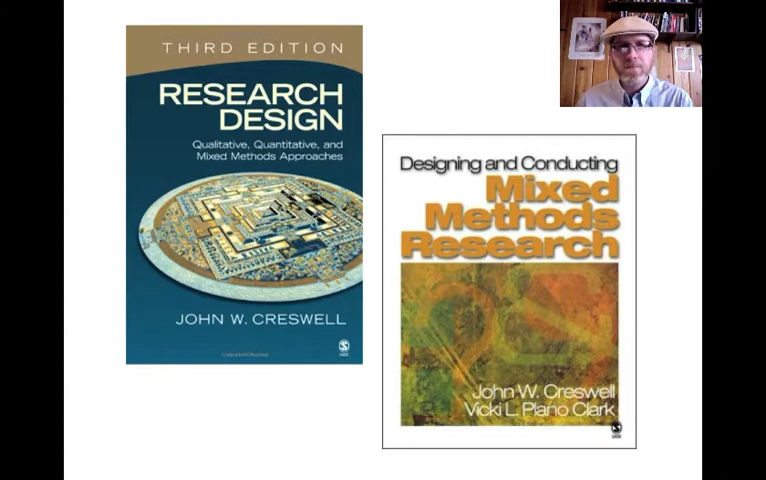 THIRD EDITION
RESEARCH
DESIGN
Qualitative, Quantitative, and
Mixed Methods Approaches
JOHN W. CRESWELL
Designing and Conducting
Mixed
Methods
Research
John W. Creswell
Vicki L. Plano Clark